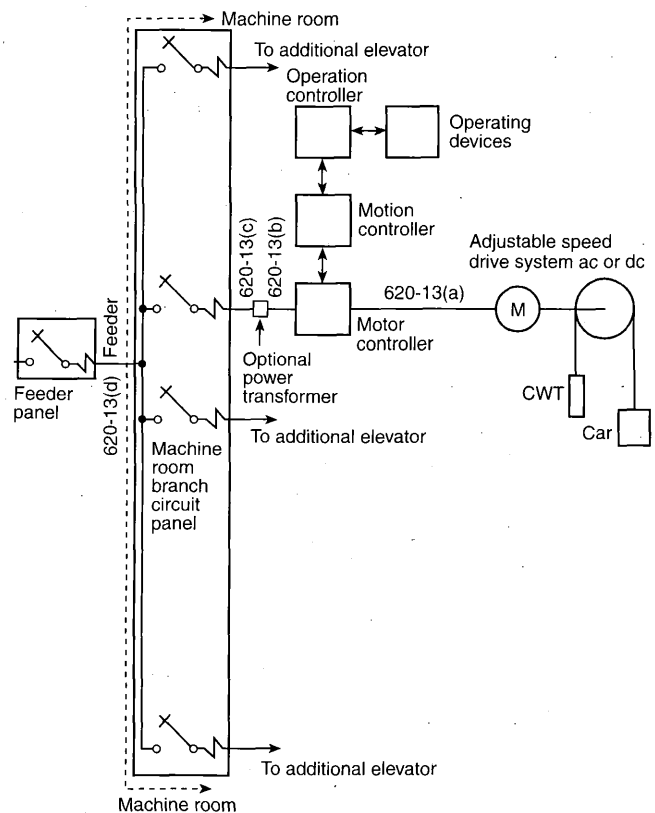 Machine room
To additional elevator
Operation
controller
Operating
devices
Motion
controller
620-13(c)
620-13(b)
Adjustable speed
drive system ac or dc
620-13(a)
M
Motor
controller
Feeder
Optional
power
transformer
Feeder
panel
620-13(d)
CWT
Car
To additional elevator
Machine
room
branch
circuit
panel
To additional elevator
Machine room